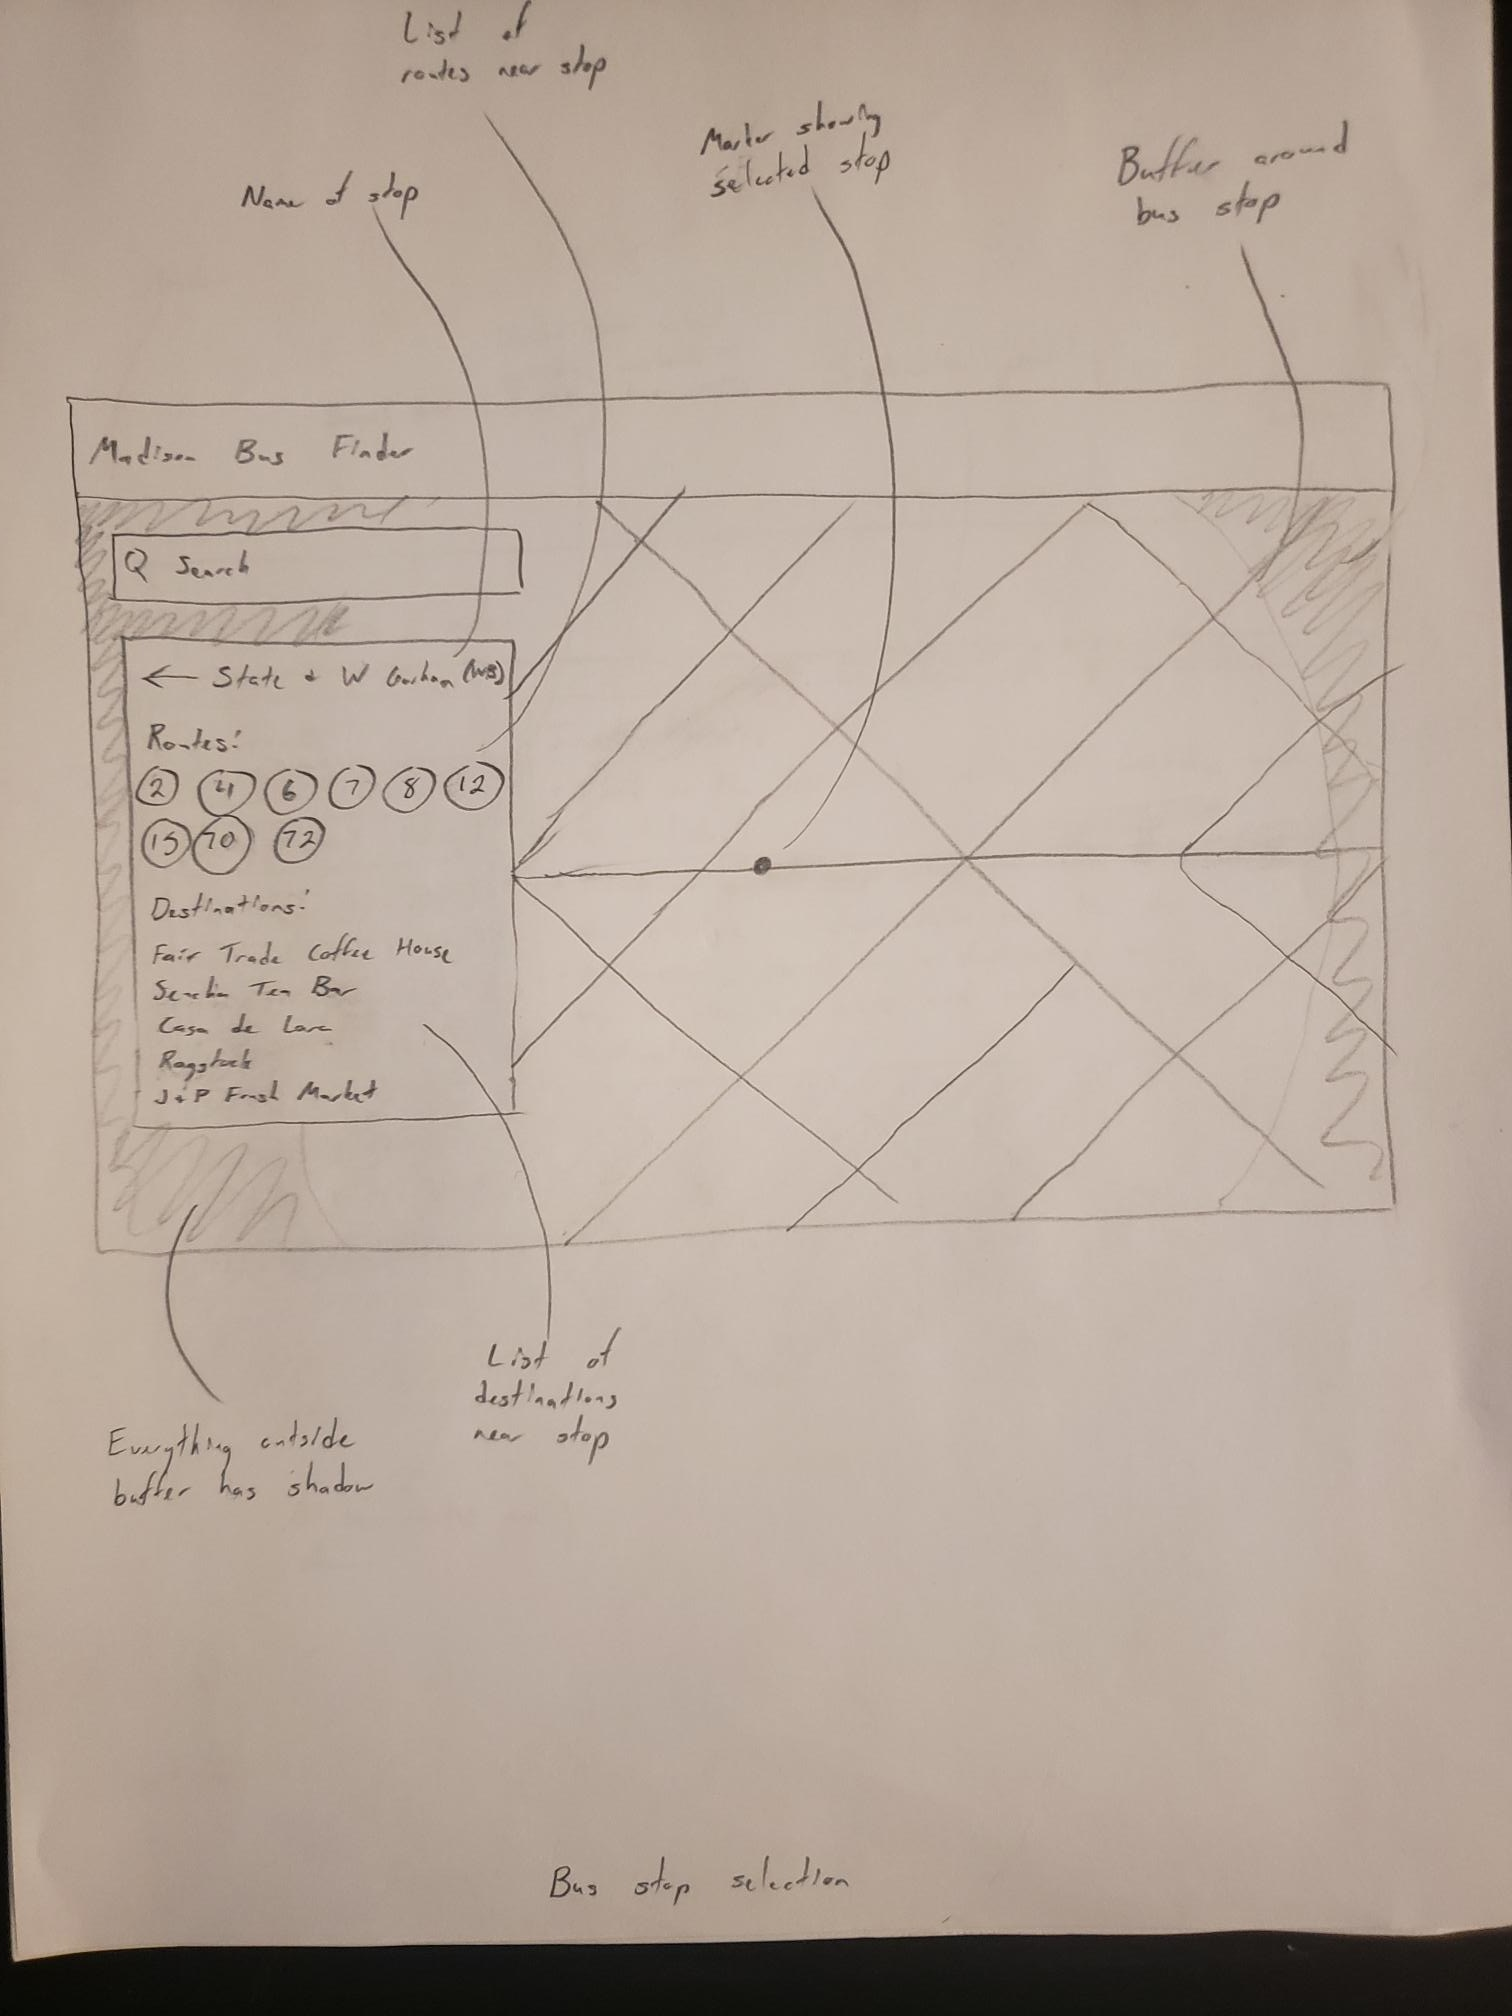 List of
routes near stop
Name of stop
Marker showing
selected stop
Buffer around
bus stop
Madison Bus Finder
Search
← State & W Gorham (WB)
Routes:
2 4 6 7 8 12
15 70 72
Destinations:
Fair Trade Coffee House
Sencha Tea Bar
Casa de Lara
Ragstock
J+P Fresh Market
Everything outside
buffer has shadow
List of
destinations
near stop
Bus stop selection